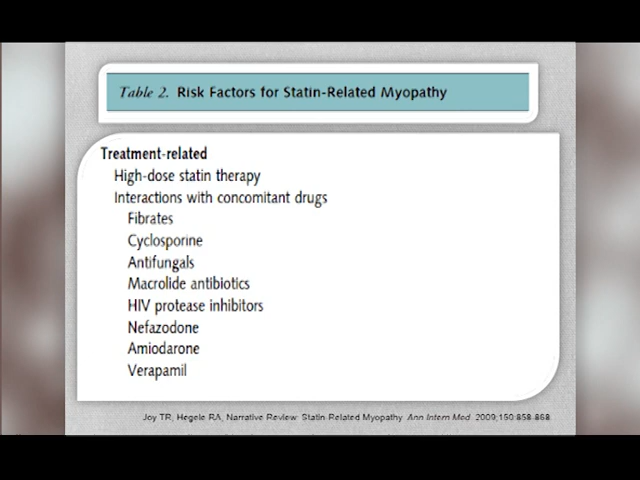 Table 2. Risk Factors for Statin-Related Myopathy
Treatment-related
High-dose statin therapy
Interactions with concomitant drugs
Fibrates
Cyclosporine
Antifungals
Macrolide antibiotics
HIV protease inhibitors
Nefazodone
Amiodarone
Verapamil
Joy TR, Hegele RA, Narrative Review: Statin-Related Myopathy. Ann Intern Med. 2009;150:858-868.